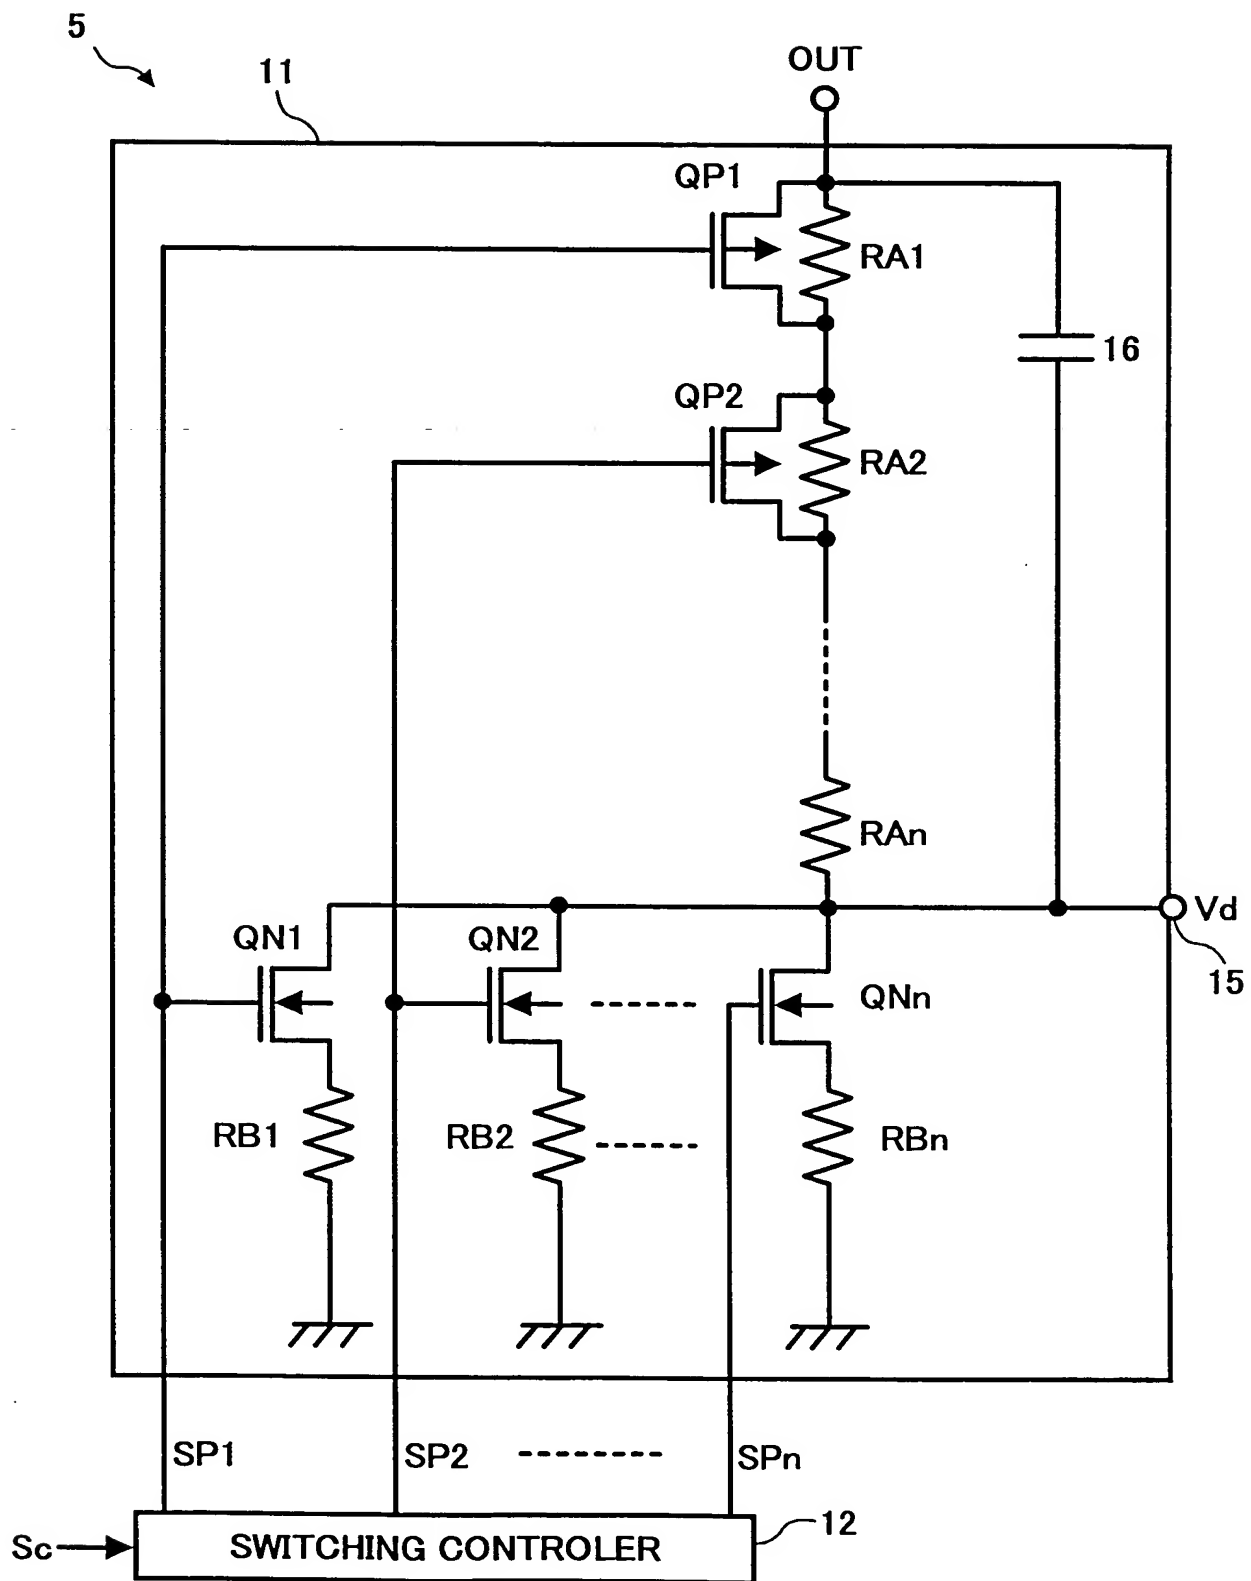 5
11
OUT
QP1
RA1
16
QP2
RA2
RAn
Vd
15
QN1
QN2
QNn
RB1
RB2
RBn
SP1
SP2
SPn
12
Sc
SWITCHING CONTROLER